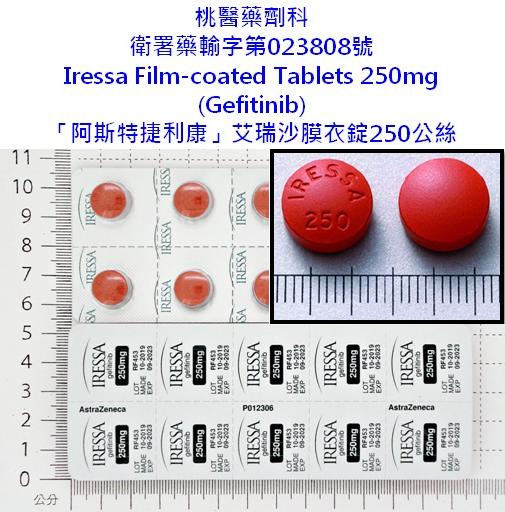 桃醫藥劑科
衛署藥輸字第023808號
Iressa Film-coated Tablets 250mg
(Gefitinib)
「阿斯特捷利康」艾瑞沙膜衣錠250公絲
11
10
9
8
7
6
5
4
3
2
1
0
公分
IRESSA
IRESSA
IRESSA
IRESSA
IRESSA
250
IRESSA gefitinib 250mg LOT RF453 MADE 10-2019 EXP 09-2023
IRESSA gefitinib 250mg LOT RF453 MADE 10-2019 EXP 09-2023
IRESSA gefitinib 250mg LOT RF453 MADE 10-2019 EXP 09-2023
IRESSA gefitinib 250mg LOT RF453 MADE 10-2019 EXP 09-2023
IRESSA gefitinib 250mg LOT RF453 MADE 10-2019 EXP 09-2023
AstraZeneca P012306 AstraZeneca
IRESSA gefitinib 250mg LOT RF453 MADE 10-2019 EXP 09-2023
IRESSA gefitinib 250mg LOT RF453 MADE 10-2019 EXP 09-2023
IRESSA gefitinib 250mg LOT RF453 MADE 10-2019 EXP 09-2023
IRESSA gefitinib 250mg LOT RF453 MADE 10-2019 EXP 09-2023
IRESSA gefitinib 250mg LOT RF453 MADE 10-2019 EXP 09-2023